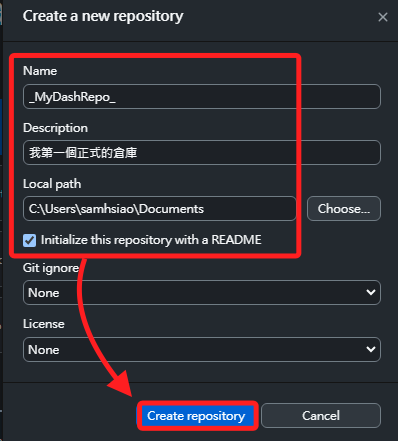 Create a new repository
Name
_MyDashRepo_
Description
我第一個正式的倉庫
Local path
C:\Users\samhsiao\Documents
Choose...
Initialize this repository with a README
Git ignore
None
License
None
Create repository
Cancel